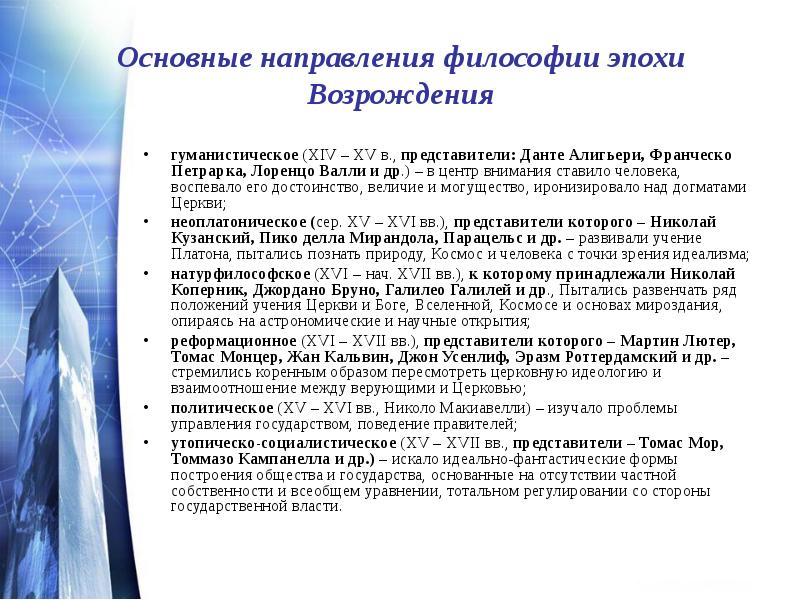 Основные направления философии эпохи
Возрождения
• гуманистическое (XIV – XV в., представители: Данте Алигьери, Франческо
Петрарка, Лоренцо Валли и др.) – в центр внимания ставило человека,
воспевало его достоинство, величие и могущество, иронизировало над догматами
Церкви;
• неоплатоническое (сер. XV – XVI вв.), представители которого – Николай
Кузанский, Пико делла Мирандола, Парацельс и др. – развивали учение
Платона, пытались познать природу, Космос и человека с точки зрения идеализма;
• натурфилософское (XVI – нач. XVII вв.), к которому принадлежали Николай
Коперник, Джордано Бруно, Галилео Галилей и др., Пытались развенчать ряд
положений учения Церкви и Боге, Вселенной, Космосе и основах мироздания,
опираясь на астрономические и научные открытия;
• реформационное (XVI – XVII вв.), представители которого – Мартин Лютер,
Томас Монцер, Жан Кальвин, Джон Усенлиф, Эразм Роттердамский и др. –
стремились коренным образом пересмотреть церковную идеологию и
взаимоотношение между верующими и Церковью;
• политическое (XV – XVI вв., Николо Макиавелли) – изучало проблемы
управления государством, поведение правителей;
• утопическо-социалистическое (XV – XVII вв., представители – Томас Мор,
Томмазо Кампанелла и др.) – искало идеально-фантастические формы
построения общества и государства, основанные на отсутствии частной
собственности и всеобщем уравнении, тотальном регулировании со стороны
государственной власти.